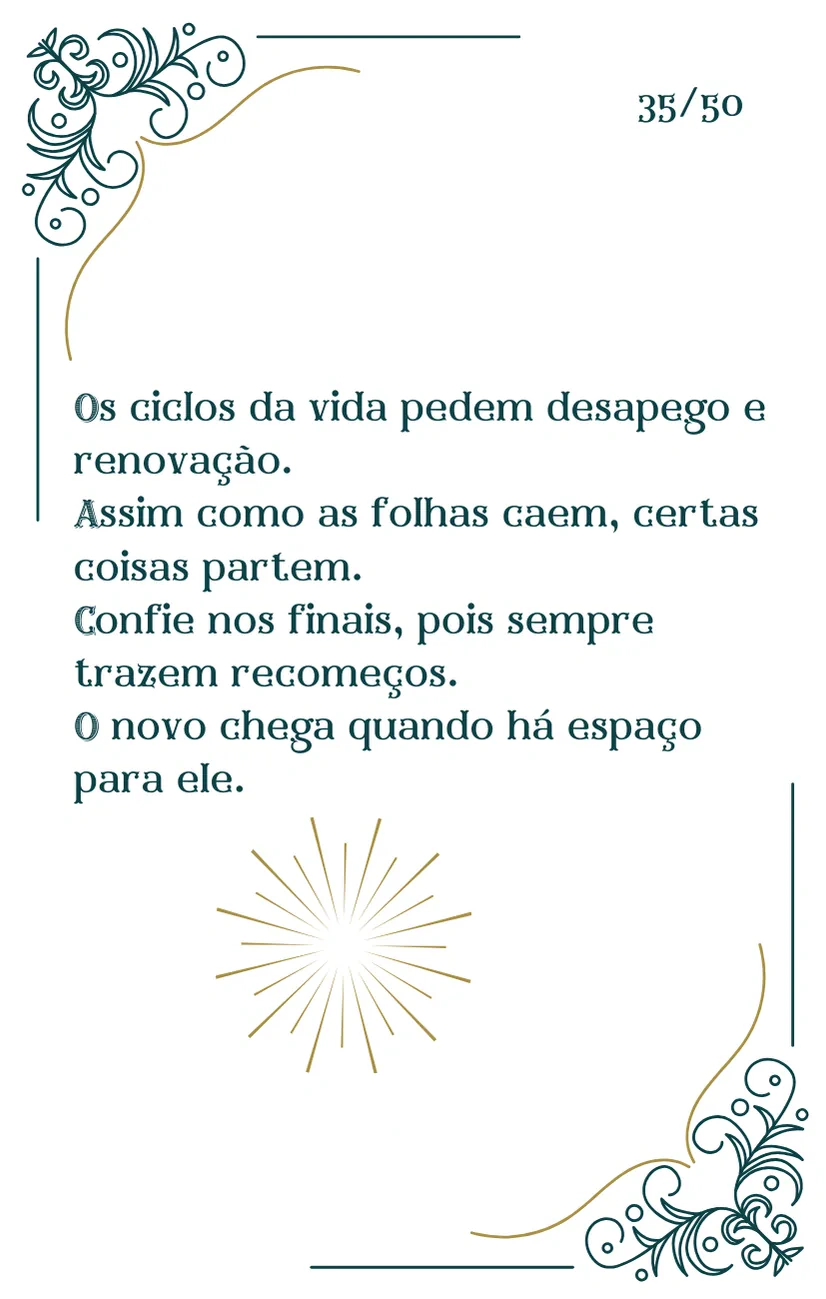 35/50
Os ciclos da vida pedem desapego e
renovação.
Assim como as folhas caem, certas
coisas partem.
Confie nos finais, pois sempre
trazem recomeços.
O novo chega quando há espaço
para ele.